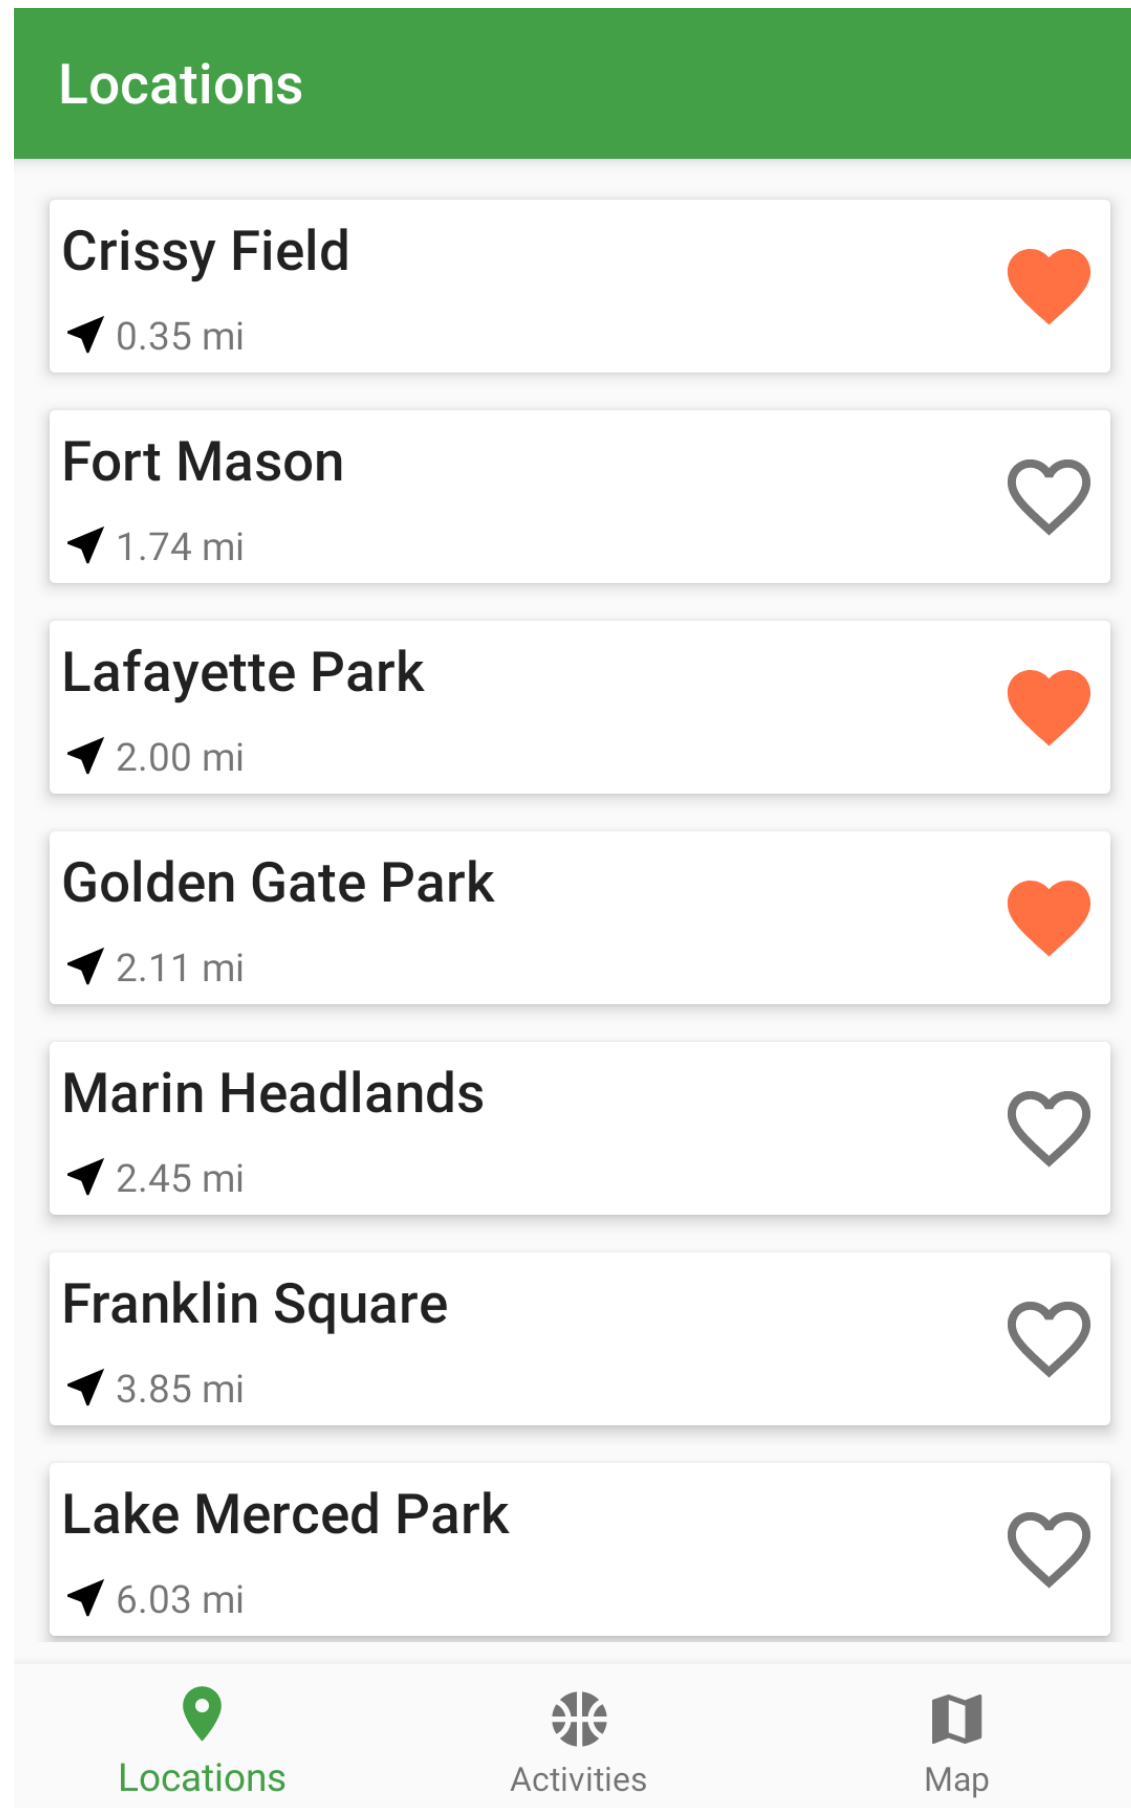 Locations
Crissy Field
0.35 mi
Fort Mason
1.74 mi
Lafayette Park
2.00 mi
Golden Gate Park
2.11 mi
Marin Headlands
2.45 mi
Franklin Square
3.85 mi
Lake Merced Park
6.03 mi
Locations
Activities
Map